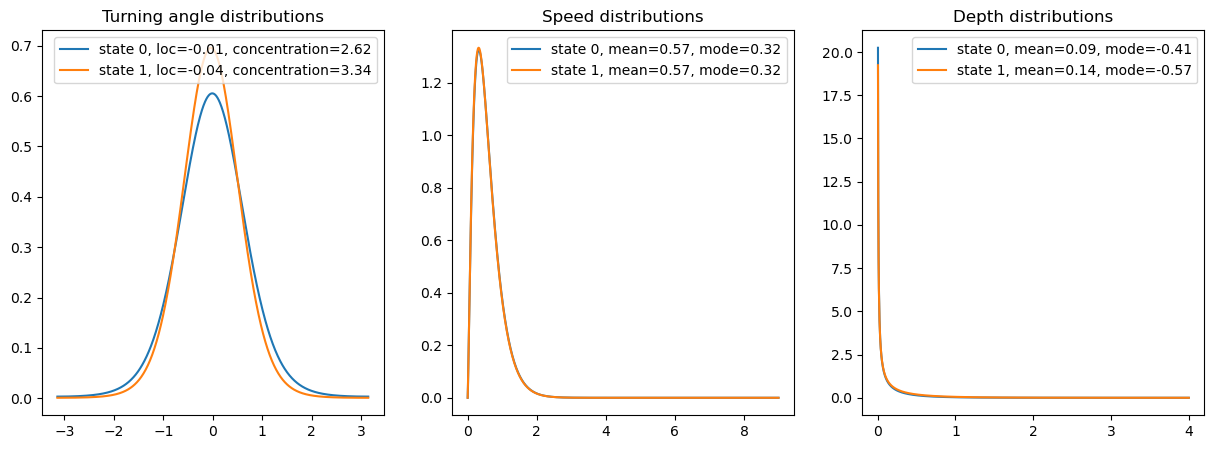 Turning angle distributions
state 0, loc=-0.01, concentration=2.62
state 1, loc=-0.04, concentration=3.34
0.7
0.6
0.5
0.4
0.3
0.2
0.1
0.0
−3 −2 −1 0 1 2 3
Speed distributions
state 0, mean=0.57, mode=0.32
state 1, mean=0.57, mode=0.32
1.2
1.0
0.8
0.6
0.4
0.2
0.0
0 2 4 6 8
Depth distributions
state 0, mean=0.09, mode=-0.41
state 1, mean=0.14, mode=-0.57
20.0
17.5
15.0
12.5
10.0
7.5
5.0
2.5
0.0
0 1 2 3 4